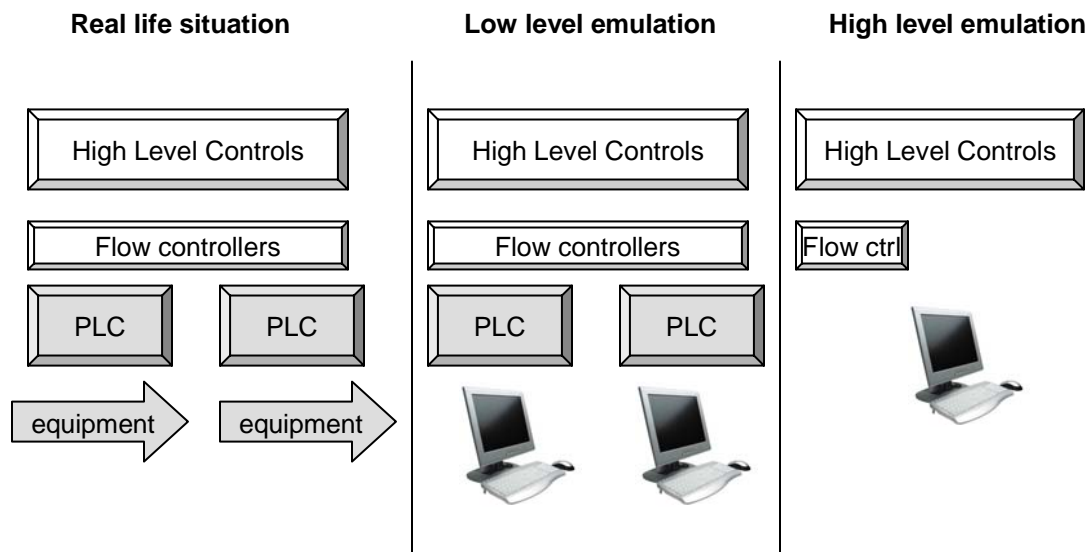 Real life situation
Low level emulation
High level emulation
High Level Controls
High Level Controls
High Level Controls
Flow controllers
Flow controllers
Flow ctrl
PLC
PLC
PLC
PLC
equipment
equipment